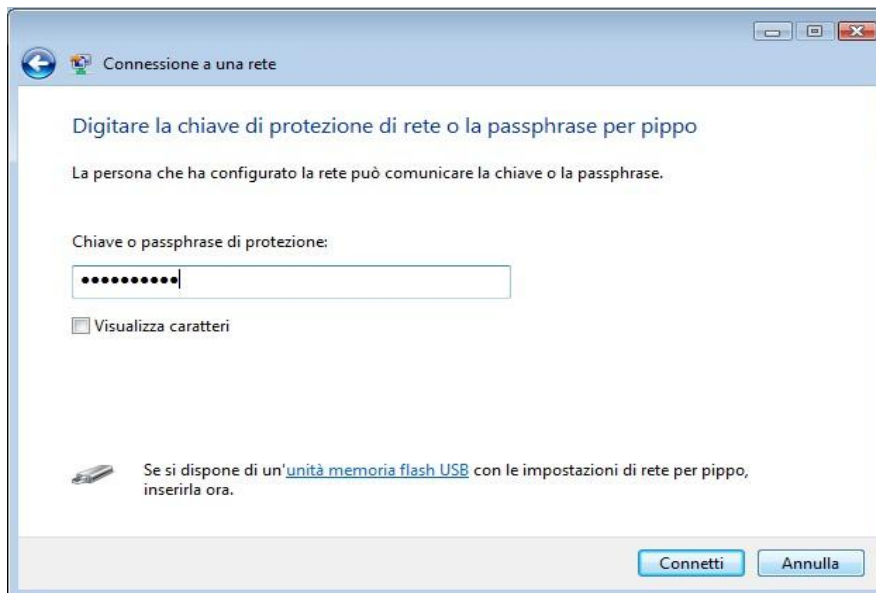 Connessione a una rete
Digitare la chiave di protezione di rete o la passphrase per pippo
La persona che ha configurato la rete può comunicare la chiave o la passphrase.
Chiave o passphrase di protezione:
••••••••••
Visualizza caratteri
Se si dispone di un'unità memoria flash USB con le impostazioni di rete per pippo,
inserirla ora.
Connetti Annulla